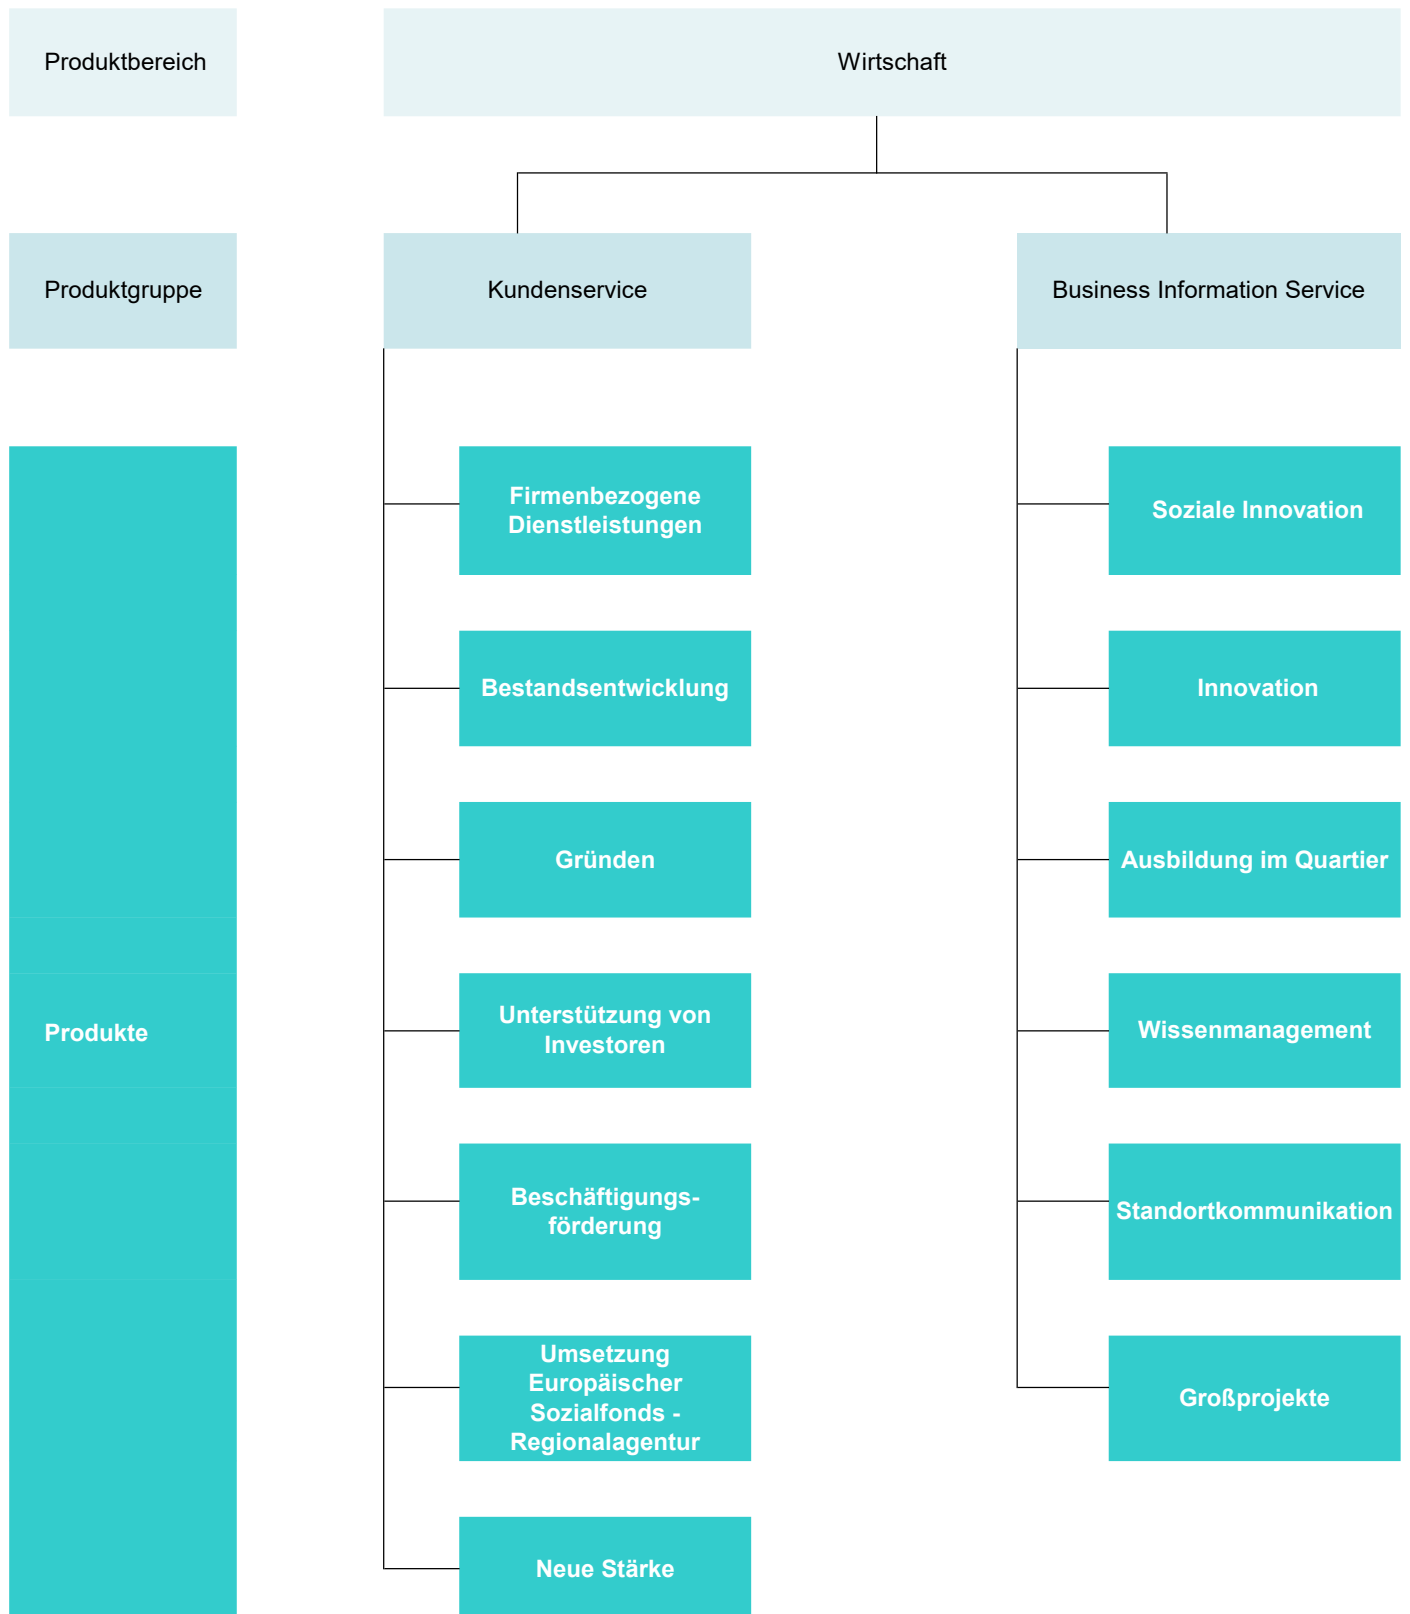 Produktbereich
Wirtschaft
Produktgruppe
Kundenservice
Business Information Service
Firmenbezogene
Dienstleistungen
Soziale Innovation
Bestandsentwicklung
Innovation
Gründen
Ausbildung im Quartier
Produkte
Unterstützung von
Investoren
Wissenmanagement
Beschäftigungs-
förderung
Standortkommunikation
Umsetzung
Europäischer
Sozialfonds -
Regionalagentur
Großprojekte
Neue Stärke